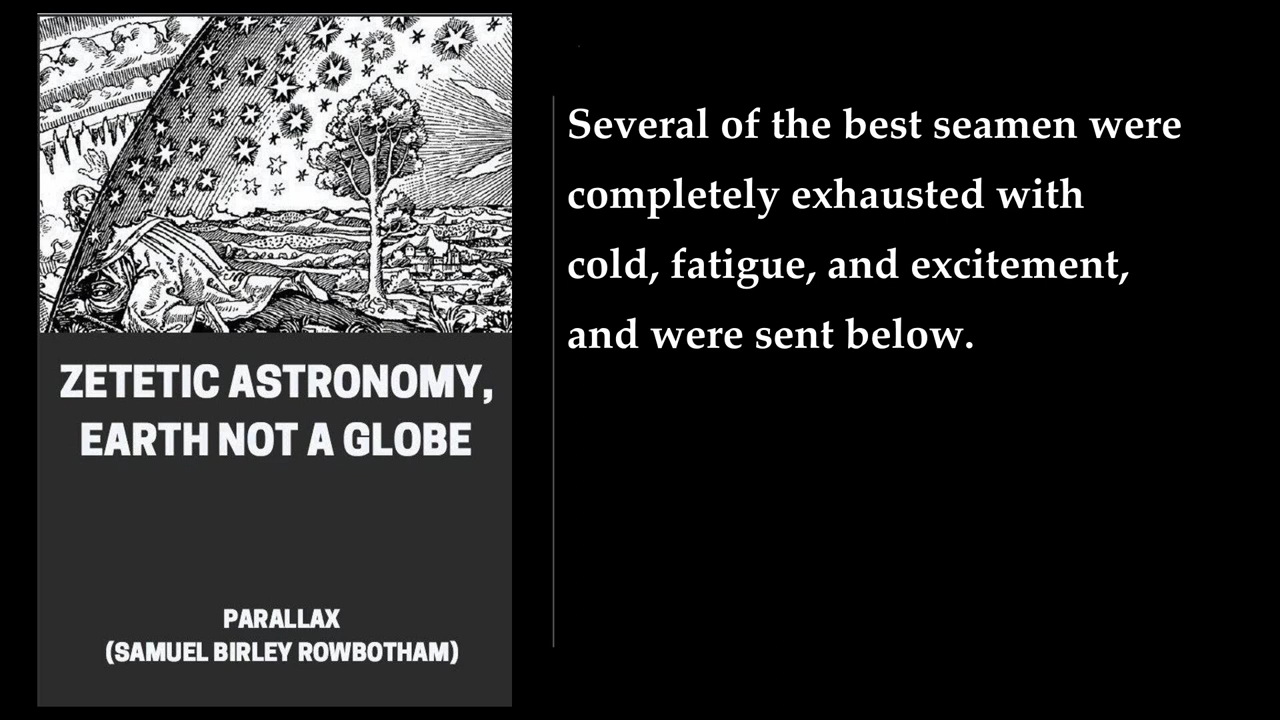 ZETETIC ASTRONOMY,
EARTH NOT A GLOBE
PARALLAX
(SAMUEL BIRLEY ROWBOTHAM)
Several of the best seamen were
completely exhausted with
cold, fatigue, and excitement,
and were sent below.